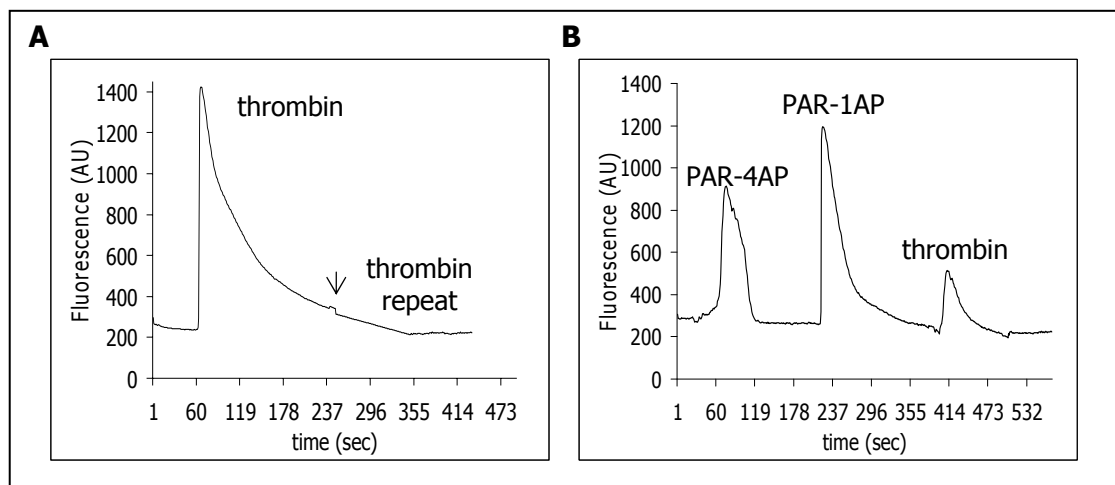 A
Fluorescence (AU)
1400
1200
1000
800
600
400
200
0
thrombin
thrombin
repeat
1 60 119 178 237 296 355 414 473
time (sec)
B
Fluorescence (AU)
1400
1200
1000
800
600
400
200
0
PAR-4AP
PAR-1AP
thrombin
1 60 119 178 237 296 355 414 473 532
time (sec)